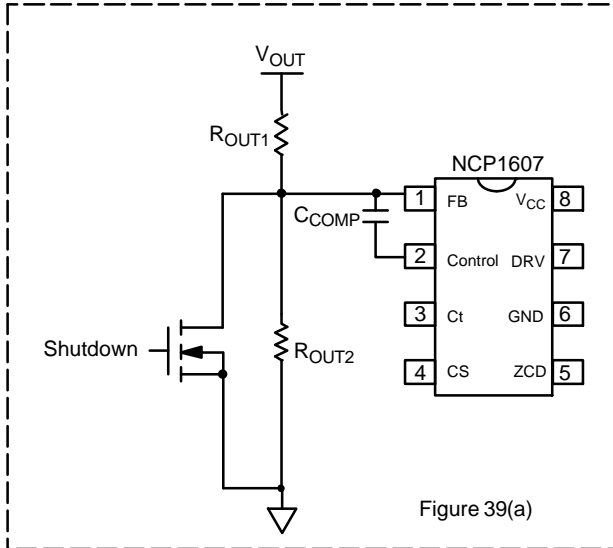 VOUT
ROUT1
NCP1607
1 FB VCC 8
CCOMP
2 Control DRV 7
3 Ct GND 6
Shutdown
ROUT2
4 CS ZCD 5
Figure 39(a)